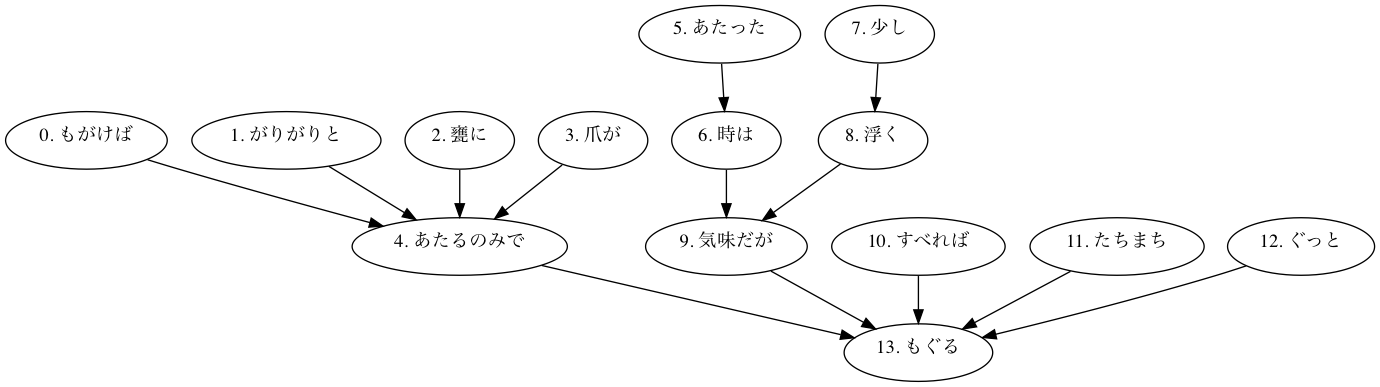 5. あたった
7. 少し
0. もがけば
1. がりがりと
2. 甕に
3. 爪が
6. 時は
8. 浮く
4. あたるのみで
9. 気味だが
10. すべれば
11. たちまち
12. ぐっと
13. もぐる